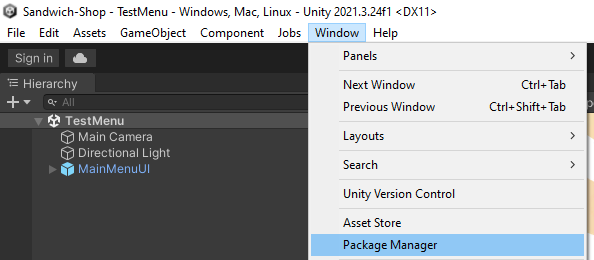 Sandwich-Shop - TestMenu - Windows, Mac, Linux - Unity 2021.3.24f1 <DX11>
File Edit Assets GameObject Component Jobs Window Help
Sign in
Hierarchy
All
TestMenu
Main Camera
Directional Light
MainMenuUI
Panels
Next Window Ctrl+Tab
Previous Window Ctrl+Shift+Tab
Layouts
Search
Unity Version Control
Asset Store
Package Manager